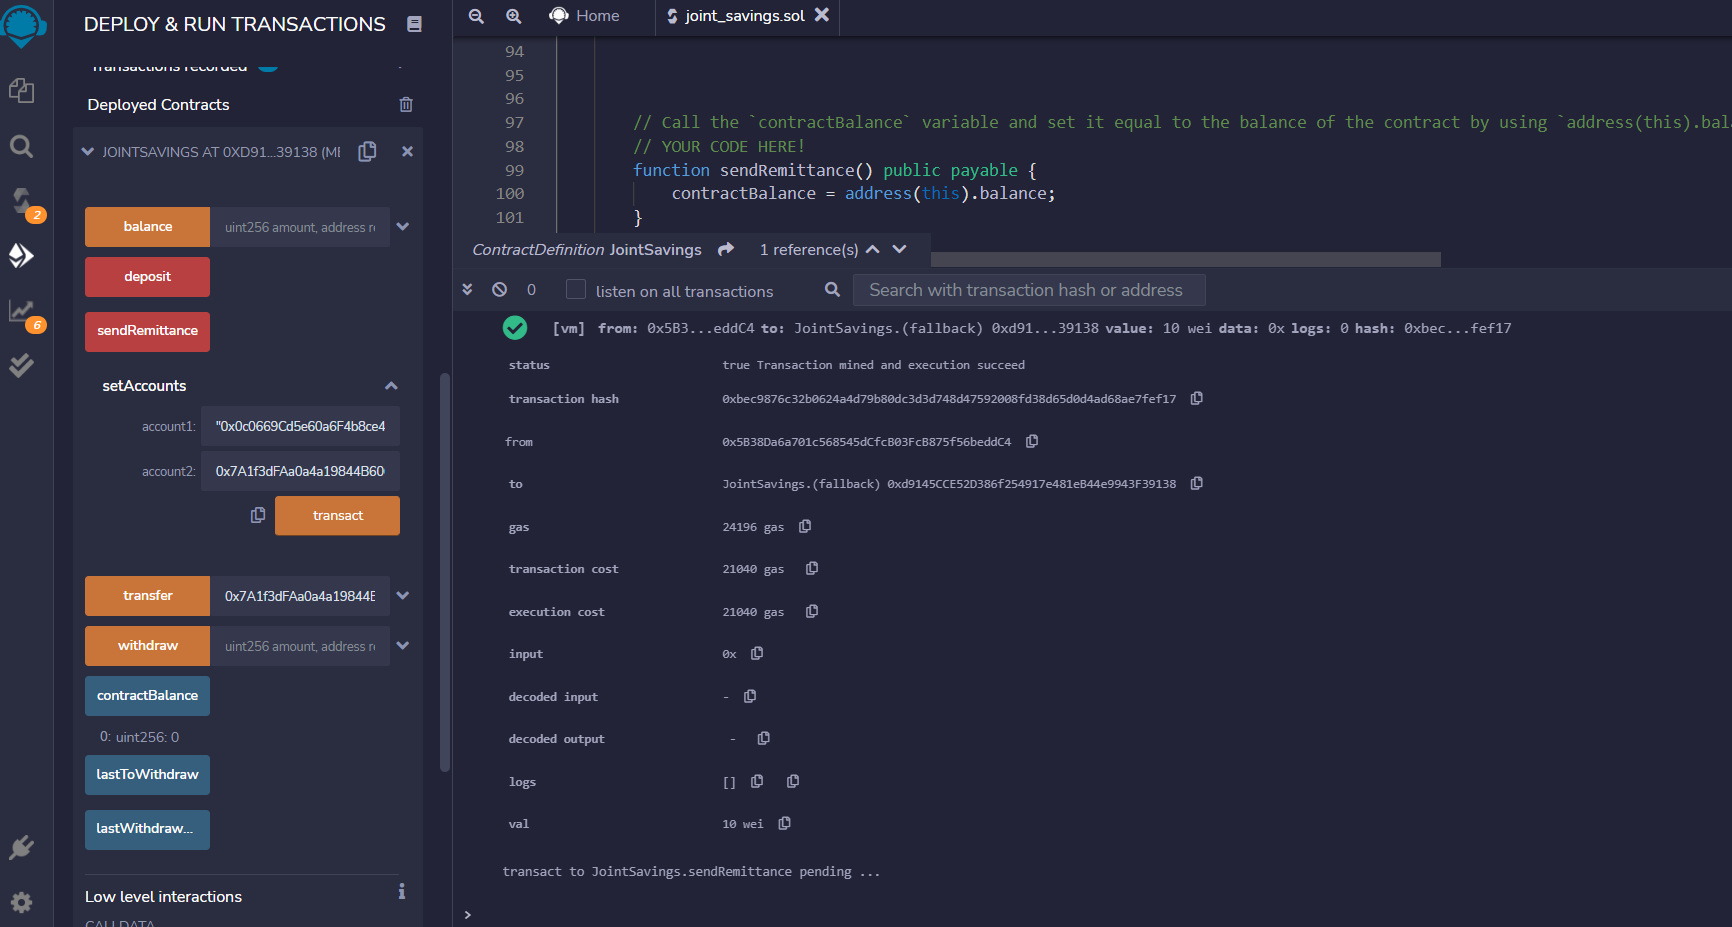 DEPLOY & RUN TRANSACTIONS
Transactions recorded
Deployed Contracts
JOINTSAVINGS AT 0XD91...39138 (ME
balance uint256 amount, address re
deposit
sendRemittance
setAccounts
account1: "0x0c0669Cd5e60a6F4b8ce4
account2: 0x7A1f3dFAa0a4a19844B60
transact
transfer 0x7A1f3dFAa0a4a19844E
withdraw uint256 amount, address re
contractBalance
0: uint256: 0
lastToWithdraw
lastWithdraw...
Low level interactions
CALLDATA
2
6
Home
joint_savings.sol
94
95
96
97 // Call the `contractBalance` variable and set it equal to the balance of the contract by using `address(this).bal
98 // YOUR CODE HERE!
99 function sendRemittance() public payable {
100 contractBalance = address(this).balance;
101 }
ContractDefinition JointSavings 1 reference(s)
0 listen on all transactions Search with transaction hash or address
[vm] from: 0x5B3...eddC4 to: JointSavings.(fallback) 0xd91...39138 value: 10 wei data: 0x logs: 0 hash: 0xbec...fef17
status true Transaction mined and execution succeed
transaction hash 0xbec9876c32b0624a4d79b80dc3d3d748d47592008fd38d65d0d4ad68ae7fef17
from 0x5B38Da6a701c568545dCfcB03FcB875f56beddC4
to JointSavings.(fallback) 0xd9145CCE52D386f254917e481eB44e9943F39138
gas 24196 gas
transaction cost 21040 gas
execution cost 21040 gas
input 0x
decoded input -
decoded output -
logs []
val 10 wei
transact to JointSavings.sendRemittance pending ...
>